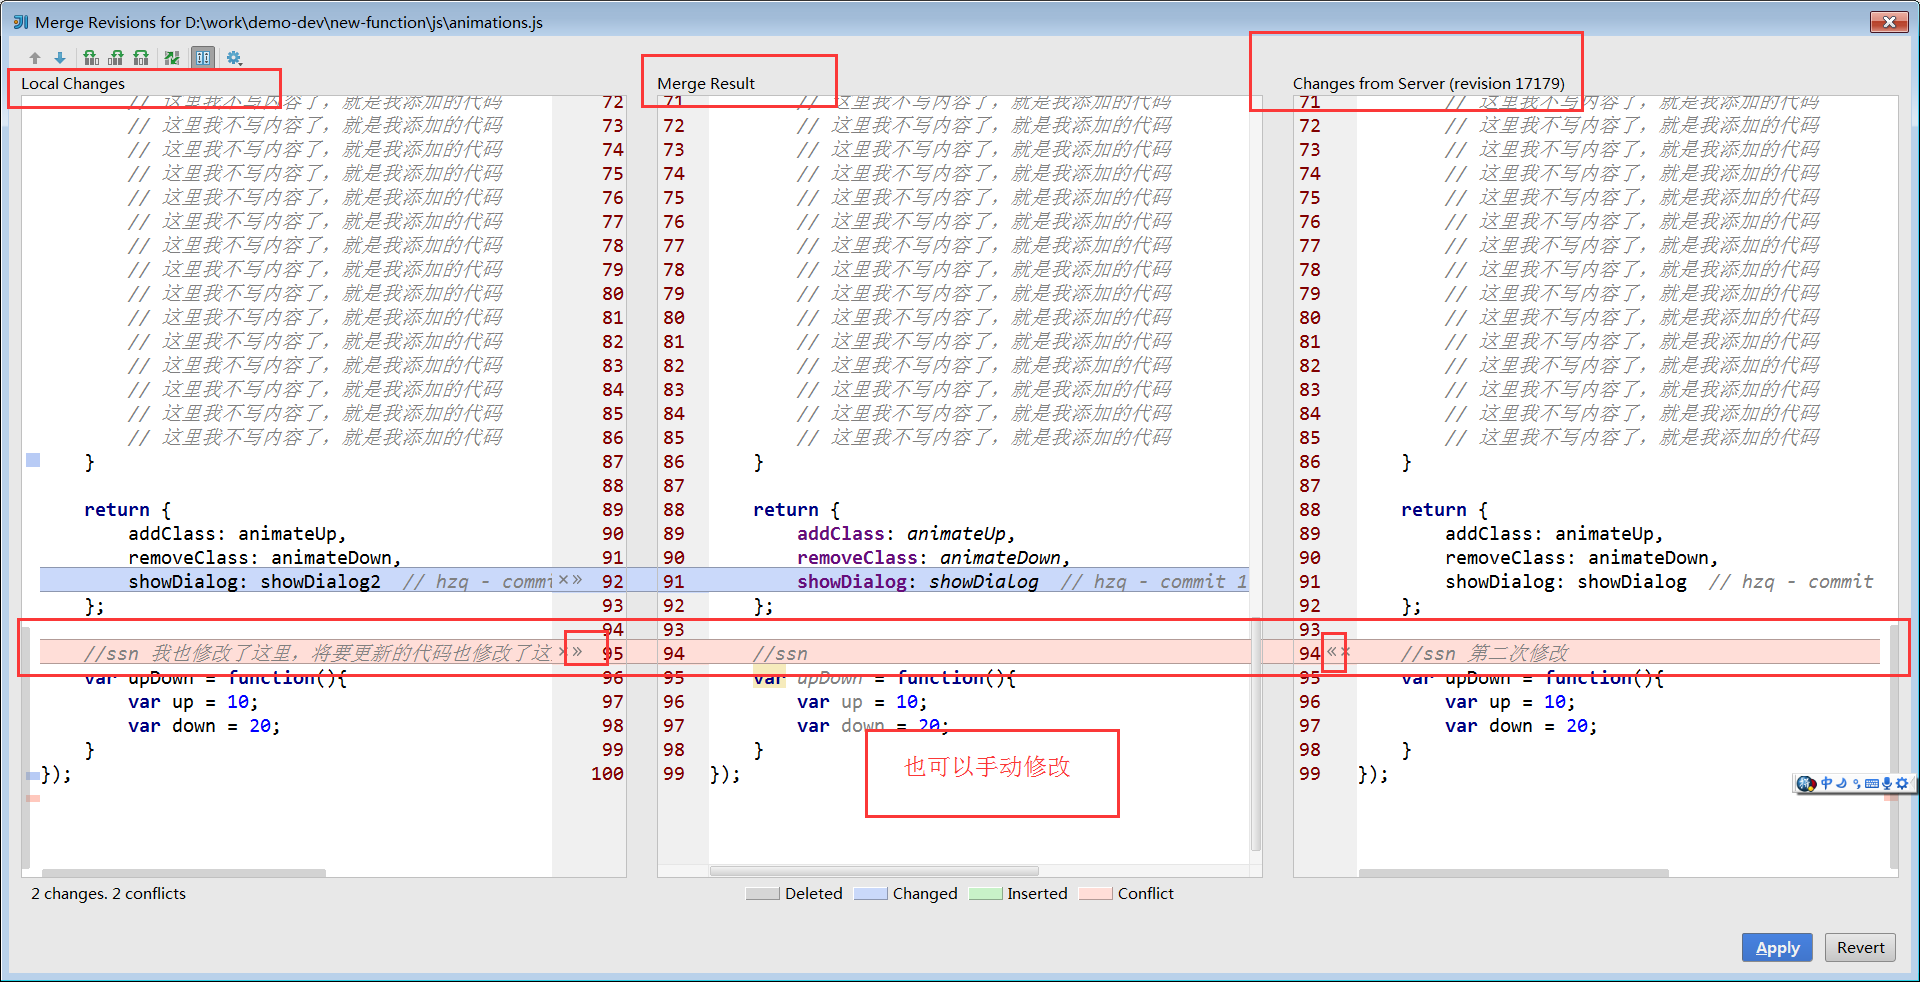 Merge Revisions for D:\work\demo-dev\new-function\js\animations.js
Local Changes
72 // 这里我不写内容了，就是我添加的代码
73 // 这里我不写内容了，就是我添加的代码
74 // 这里我不写内容了，就是我添加的代码
75 // 这里我不写内容了，就是我添加的代码
76 // 这里我不写内容了，就是我添加的代码
77 // 这里我不写内容了，就是我添加的代码
78 // 这里我不写内容了，就是我添加的代码
79 // 这里我不写内容了，就是我添加的代码
80 // 这里我不写内容了，就是我添加的代码
81 // 这里我不写内容了，就是我添加的代码
82 // 这里我不写内容了，就是我添加的代码
83 // 这里我不写内容了，就是我添加的代码
84 // 这里我不写内容了，就是我添加的代码
85 // 这里我不写内容了，就是我添加的代码
86 // 这里我不写内容了，就是我添加的代码
87 }
88
89 return {
90 addClass: animateUp,
91 removeClass: animateDown,
92 showDialog: showDialog2 // hzq - commi
93 };
94
95 //ssn 我也修改了这里，将要更新的代码也修改了这
96 var upDown = function(){
97 var up = 10;
98 var down = 20;
99 }
100 });
Merge Result
71 // 这里我不写内容了，就是我添加的代码
72 // 这里我不写内容了，就是我添加的代码
73 // 这里我不写内容了，就是我添加的代码
74 // 这里我不写内容了，就是我添加的代码
75 // 这里我不写内容了，就是我添加的代码
76 // 这里我不写内容了，就是我添加的代码
77 // 这里我不写内容了，就是我添加的代码
78 // 这里我不写内容了，就是我添加的代码
79 // 这里我不写内容了，就是我添加的代码
80 // 这里我不写内容了，就是我添加的代码
81 // 这里我不写内容了，就是我添加的代码
82 // 这里我不写内容了，就是我添加的代码
83 // 这里我不写内容了，就是我添加的代码
84 // 这里我不写内容了，就是我添加的代码
85 // 这里我不写内容了，就是我添加的代码
86 }
87
88 return {
89 addClass: animateUp,
90 removeClass: animateDown,
91 showDialog: showDiaLog // hzq - commit 1
92 };
93
94 //ssn
95 var upDown = function(){
96 var up = 10;
97 var down = 20;
98 }
99 });
也可以手动修改
Changes from Server (revision 17179)
71 // 这里我不写内容了，就是我添加的代码
72 // 这里我不写内容了，就是我添加的代码
73 // 这里我不写内容了，就是我添加的代码
74 // 这里我不写内容了，就是我添加的代码
75 // 这里我不写内容了，就是我添加的代码
76 // 这里我不写内容了，就是我添加的代码
77 // 这里我不写内容了，就是我添加的代码
78 // 这里我不写内容了，就是我添加的代码
79 // 这里我不写内容了，就是我添加的代码
80 // 这里我不写内容了，就是我添加的代码
81 // 这里我不写内容了，就是我添加的代码
82 // 这里我不写内容了，就是我添加的代码
83 // 这里我不写内容了，就是我添加的代码
84 // 这里我不写内容了，就是我添加的代码
85 // 这里我不写内容了，就是我添加的代码
86 }
87
88 return {
89 addClass: animateUp,
90 removeClass: animateDown,
91 showDialog: showDialog // hzq - commit
92 };
93
94 //ssn 第二次修改
95 var upDown = function(){
96 var up = 10;
97 var down = 20;
98 }
99 });
中
2 changes. 2 conflicts
Deleted Changed Inserted Conflict
Apply Revert